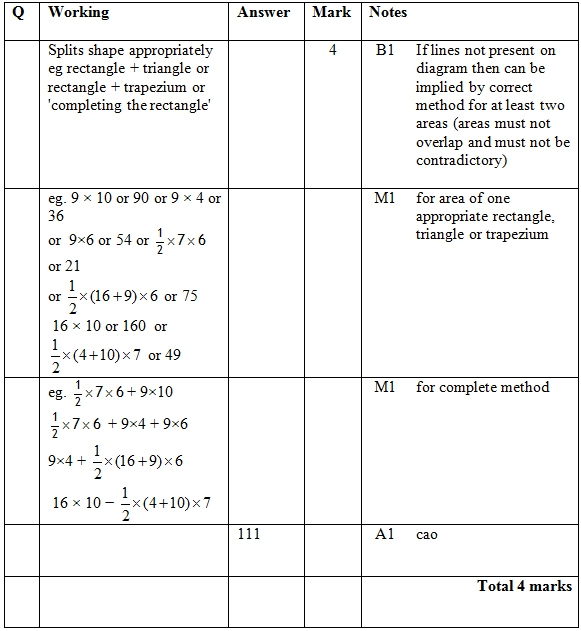 Q Working Answer Mark Notes
Splits shape appropriately 4 B1 If lines not present on
eg rectangle + triangle or diagram then can be
rectangle + trapezium or implied by correct
'completing the rectangle' method for at least two
areas (areas must not
overlap and must not be
contradictory)
eg. 9 × 10 or 90 or 9 × 4 or M1 for area of one
36 appropriate rectangle,
or 9×6 or 54 or 1/2 ×7×6 triangle or trapezium
or 21
or 1/2 ×(16+9)×6 or 75
16 × 10 or 160 or
1/2 ×(4+10)×7 or 49
eg. 1/2 ×7×6+9×10 M1 for complete method
1/2 ×7×6 +9×4+9×6
9×4 + 1/2 ×(16+9)×6
16 × 10 − 1/2 ×(4+10)×7
111 A1 cao
Total 4 marks